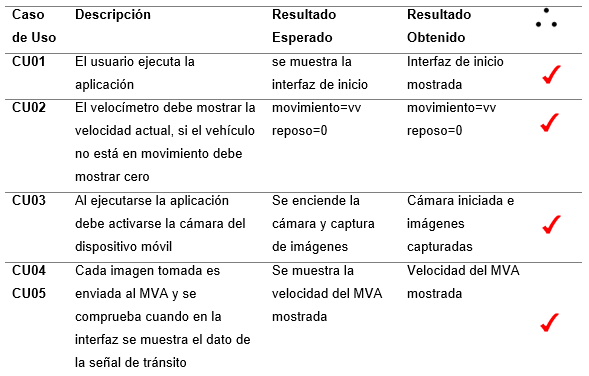 Caso de Uso Descripción Resultado Esperado Resultado Obtenido ∴
CU01 El usuario ejecuta la aplicación se muestra la interfaz de inicio Interfaz de inicio mostrada ✓
CU02 El velocímetro debe mostrar la velocidad actual, si el vehículo no está en movimiento debe mostrar cero movimiento=vv reposo=0 movimiento=vv reposo=0 ✓
CU03 Al ejecutarse la aplicación debe activarse la cámara del dispositivo móvil Se enciende la cámara y captura de imágenes Cámara iniciada e imágenes capturadas ✓
CU04 CU05 Cada imagen tomada es enviada al MVA y se comprueba cuando en la interfaz se muestra el dato de la señal de tránsito Se muestra la velocidad del MVA mostrada Velocidad del MVA mostrada ✓